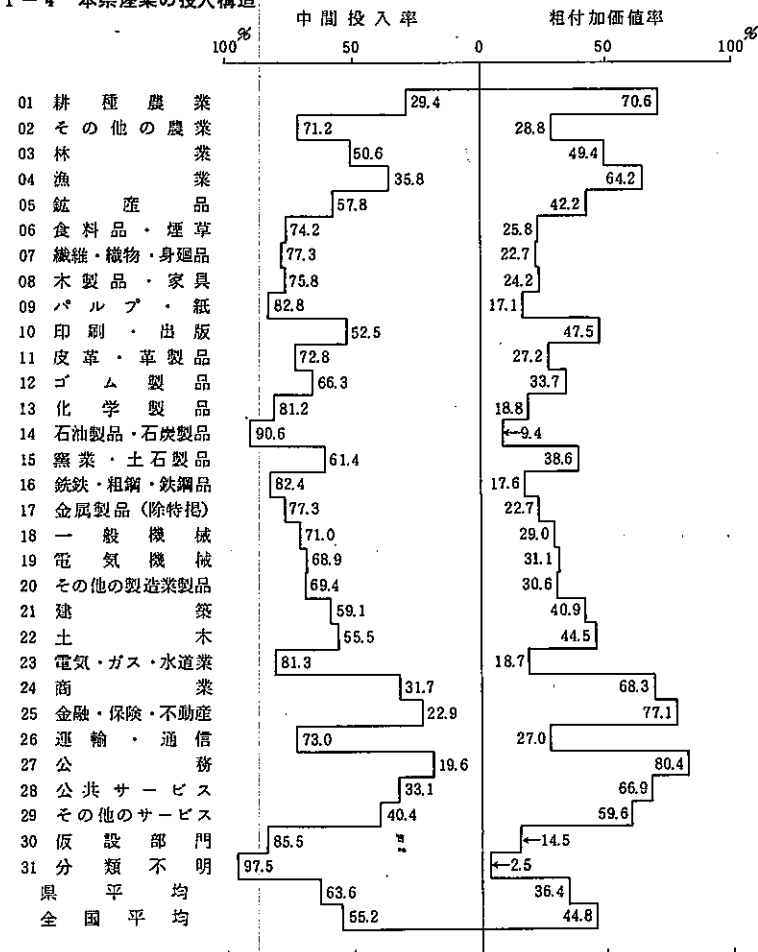 1－4 本県産業の投入構造
中間投入率 粗付加価値率
100% 50 0 50 100%
01 耕種農業 29.4 70.6
02 その他の農業 71.2 28.8
03 林業 50.6 49.4
04 漁業 35.8 64.2
05 鉱産品 57.8 42.2
06 食料品・煙草 74.2 25.8
07 繊維・織物・身廻品 77.3 22.7
08 木製品・家具 75.8 24.2
09 パルプ・紙 82.8 17.1
10 印刷・出版 52.5 47.5
11 皮革・革製品 72.8 27.2
12 ゴム製品 66.3 33.7
13 化学製品 81.2 18.8
14 石油製品・石炭製品 90.6 ←9.4
15 窯業・土石製品 61.4 38.6
16 銑鉄・粗鋼・鉄鋼品 82.4 17.6
17 金属製品（除特掲） 77.3 22.7
18 一般機械 71.0 29.0
19 電気機械 68.9 31.1
20 その他の製造業製品 69.4 30.6
21 建築 59.1 40.9
22 土木 55.5 44.5
23 電気・ガス・水道業 81.3 18.7
24 商業 31.7 68.3
25 金融・保険・不動産 22.9 77.1
26 運輸・通信 73.0 27.0
27 公務 19.6 80.4
28 公共サービス 33.1 66.9
29 その他のサービス 40.4 59.6
30 仮設部門 85.5 ←14.5
31 分類不明 97.5 ←2.5
県平均 63.6 36.4
全国平均 55.2 44.8